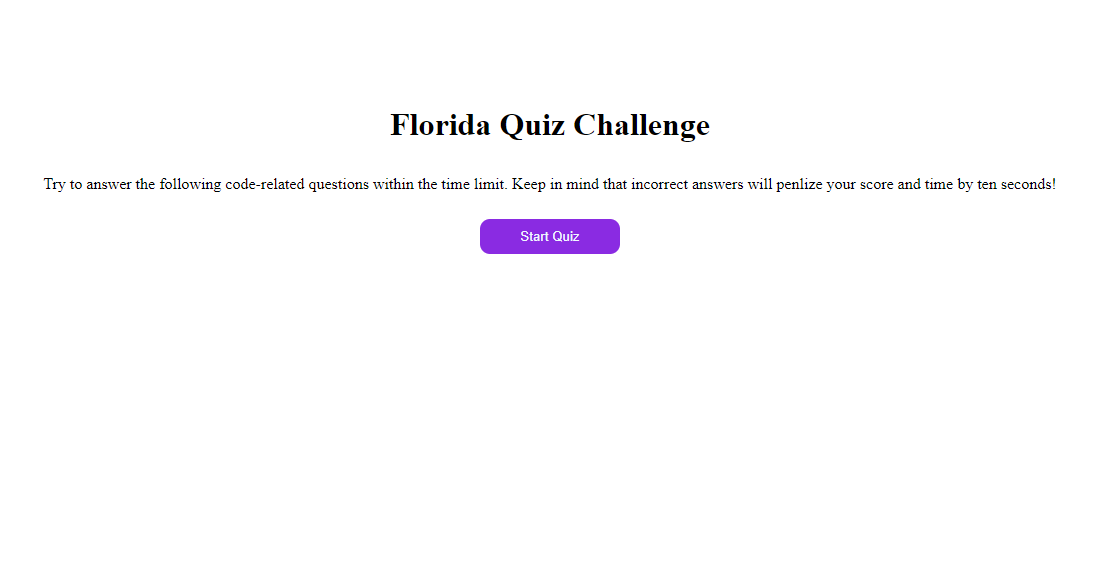 Florida Quiz Challenge
Try to answer the following code-related questions within the time limit. Keep in mind that incorrect answers will penlize your score and time by ten seconds!
Start Quiz